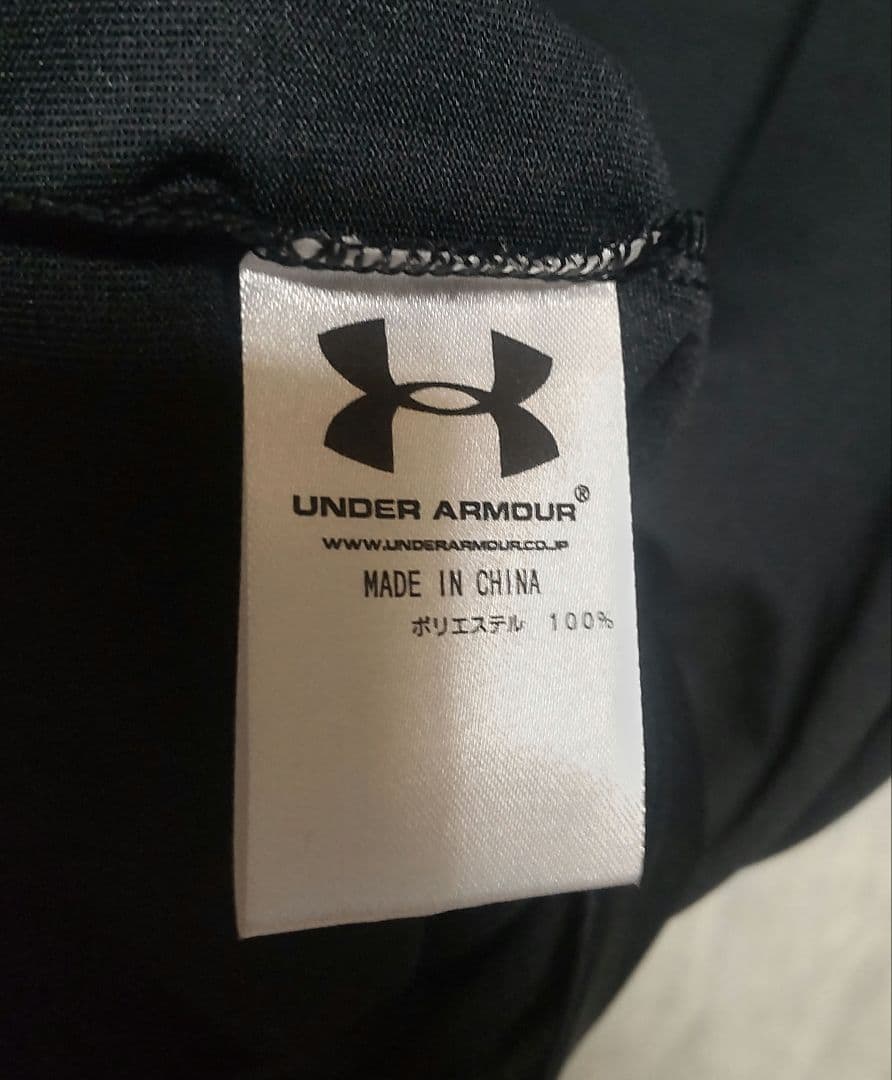 UNDER ARMOUR®
WWW.UNDERARMOUR.CO.JP
MADE IN CHINA
ポリエステル 100%